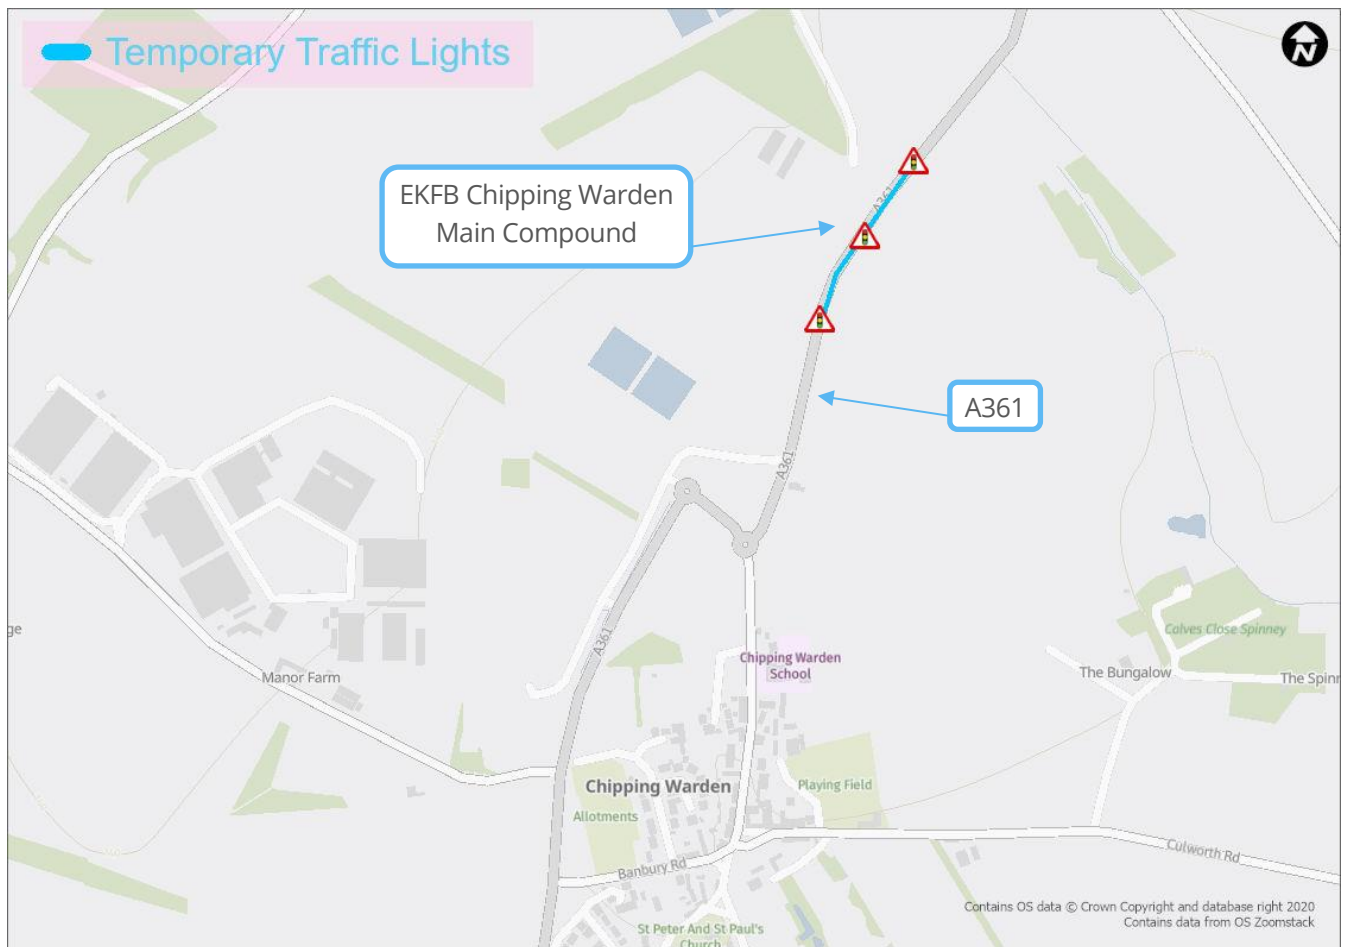 Temporary Traffic Lights
N
EKFB Chipping Warden
Main Compound
A361
A361
A361
A361
ge
Manor Farm
Chipping Warden
School
Calves Close Spinney
The Bungalow
The Spinn
Chipping Warden
Playing Field
Allotments
Culworth Rd
Banbury Rd
Contains OS data © Crown Copyright and database right 2020
Contains data from OS Zoomstack
St Peter And St Paul's
Church